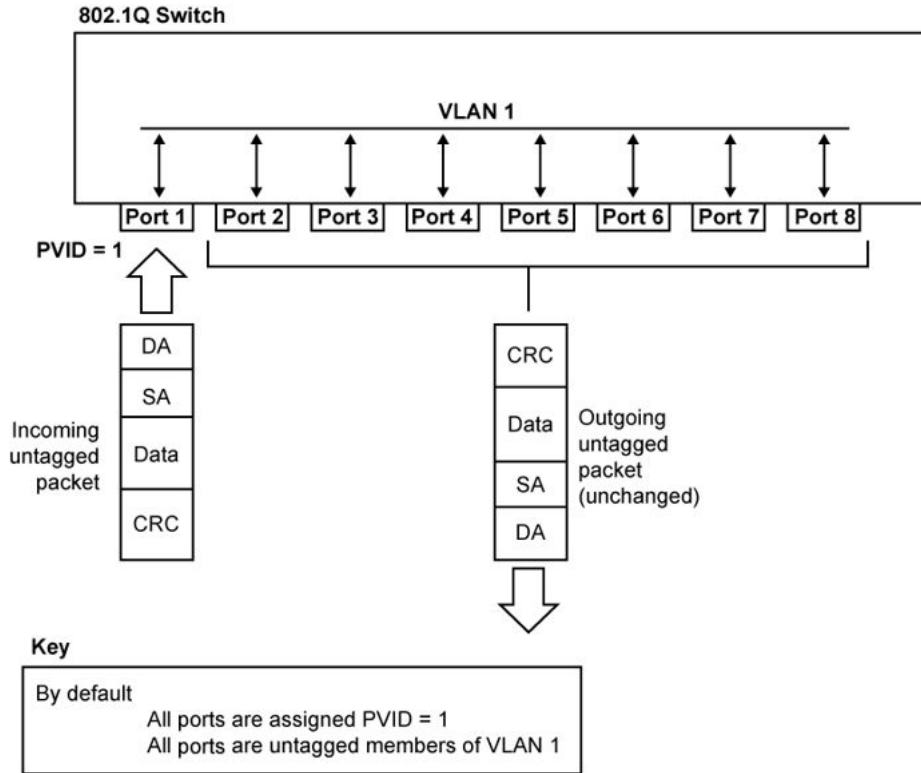 802.1Q Switch
VLAN 1
Port 1
Port 2
Port 3
Port 4
Port 5
Port 6
Port 7
Port 8
PVID = 1
DA
SA
Data
CRC
Incoming
untagged
packet
CRC
Data
SA
DA
Outgoing
untagged
packet
(unchanged)
Key
By default
All ports are assigned PVID = 1
All ports are untagged members of VLAN 1